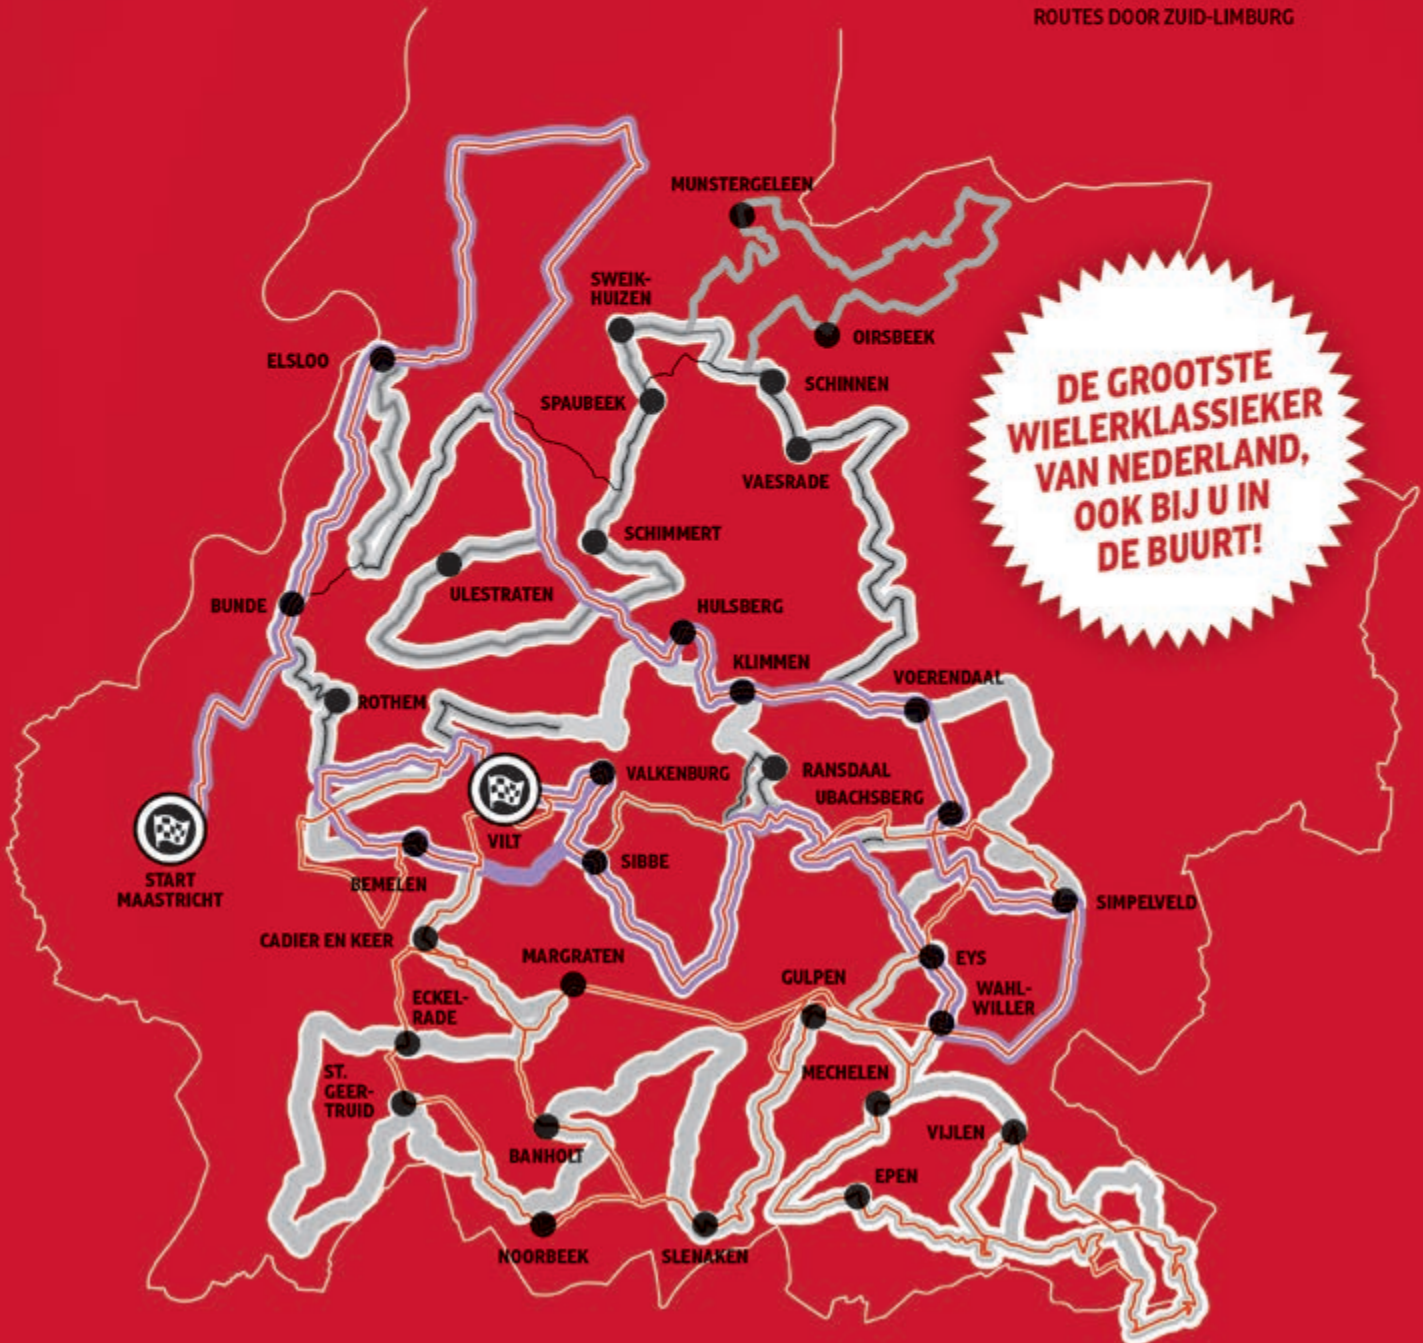 ROUTES DOOR ZUID-LIMBURG
MUNSTERGELEEN
SWEIK-
HUIZEN
OIRSBEEK
ELSLOO
SCHINNEN
SPAUBEEK
DE GROOTSTE
WIELERKLASSIEKER
VAN NEDERLAND,
OOK BIJ U IN
DE BUURT!
VAESRADE
SCHIMMERT
ULESTRATEN
BUNDE
HULSBERG
KLIMMEN
VOERENDAAL
ROTHEM
VALKENBURG
RANSDAAL
UBACHSBERG
VILT
SIBBE
START
MAASTRICHT
BEMELEN
SIMPELVELD
CADIER EN KEER
MARGRATEN
EYS
GULPEN
WAHL-
WILLER
ECKEL-
RADE
MECHELEN
ST.
GEER-
TRUID
VIJLEN
BANHOLT
EPEN
NOORBEEK
SLENAKEN